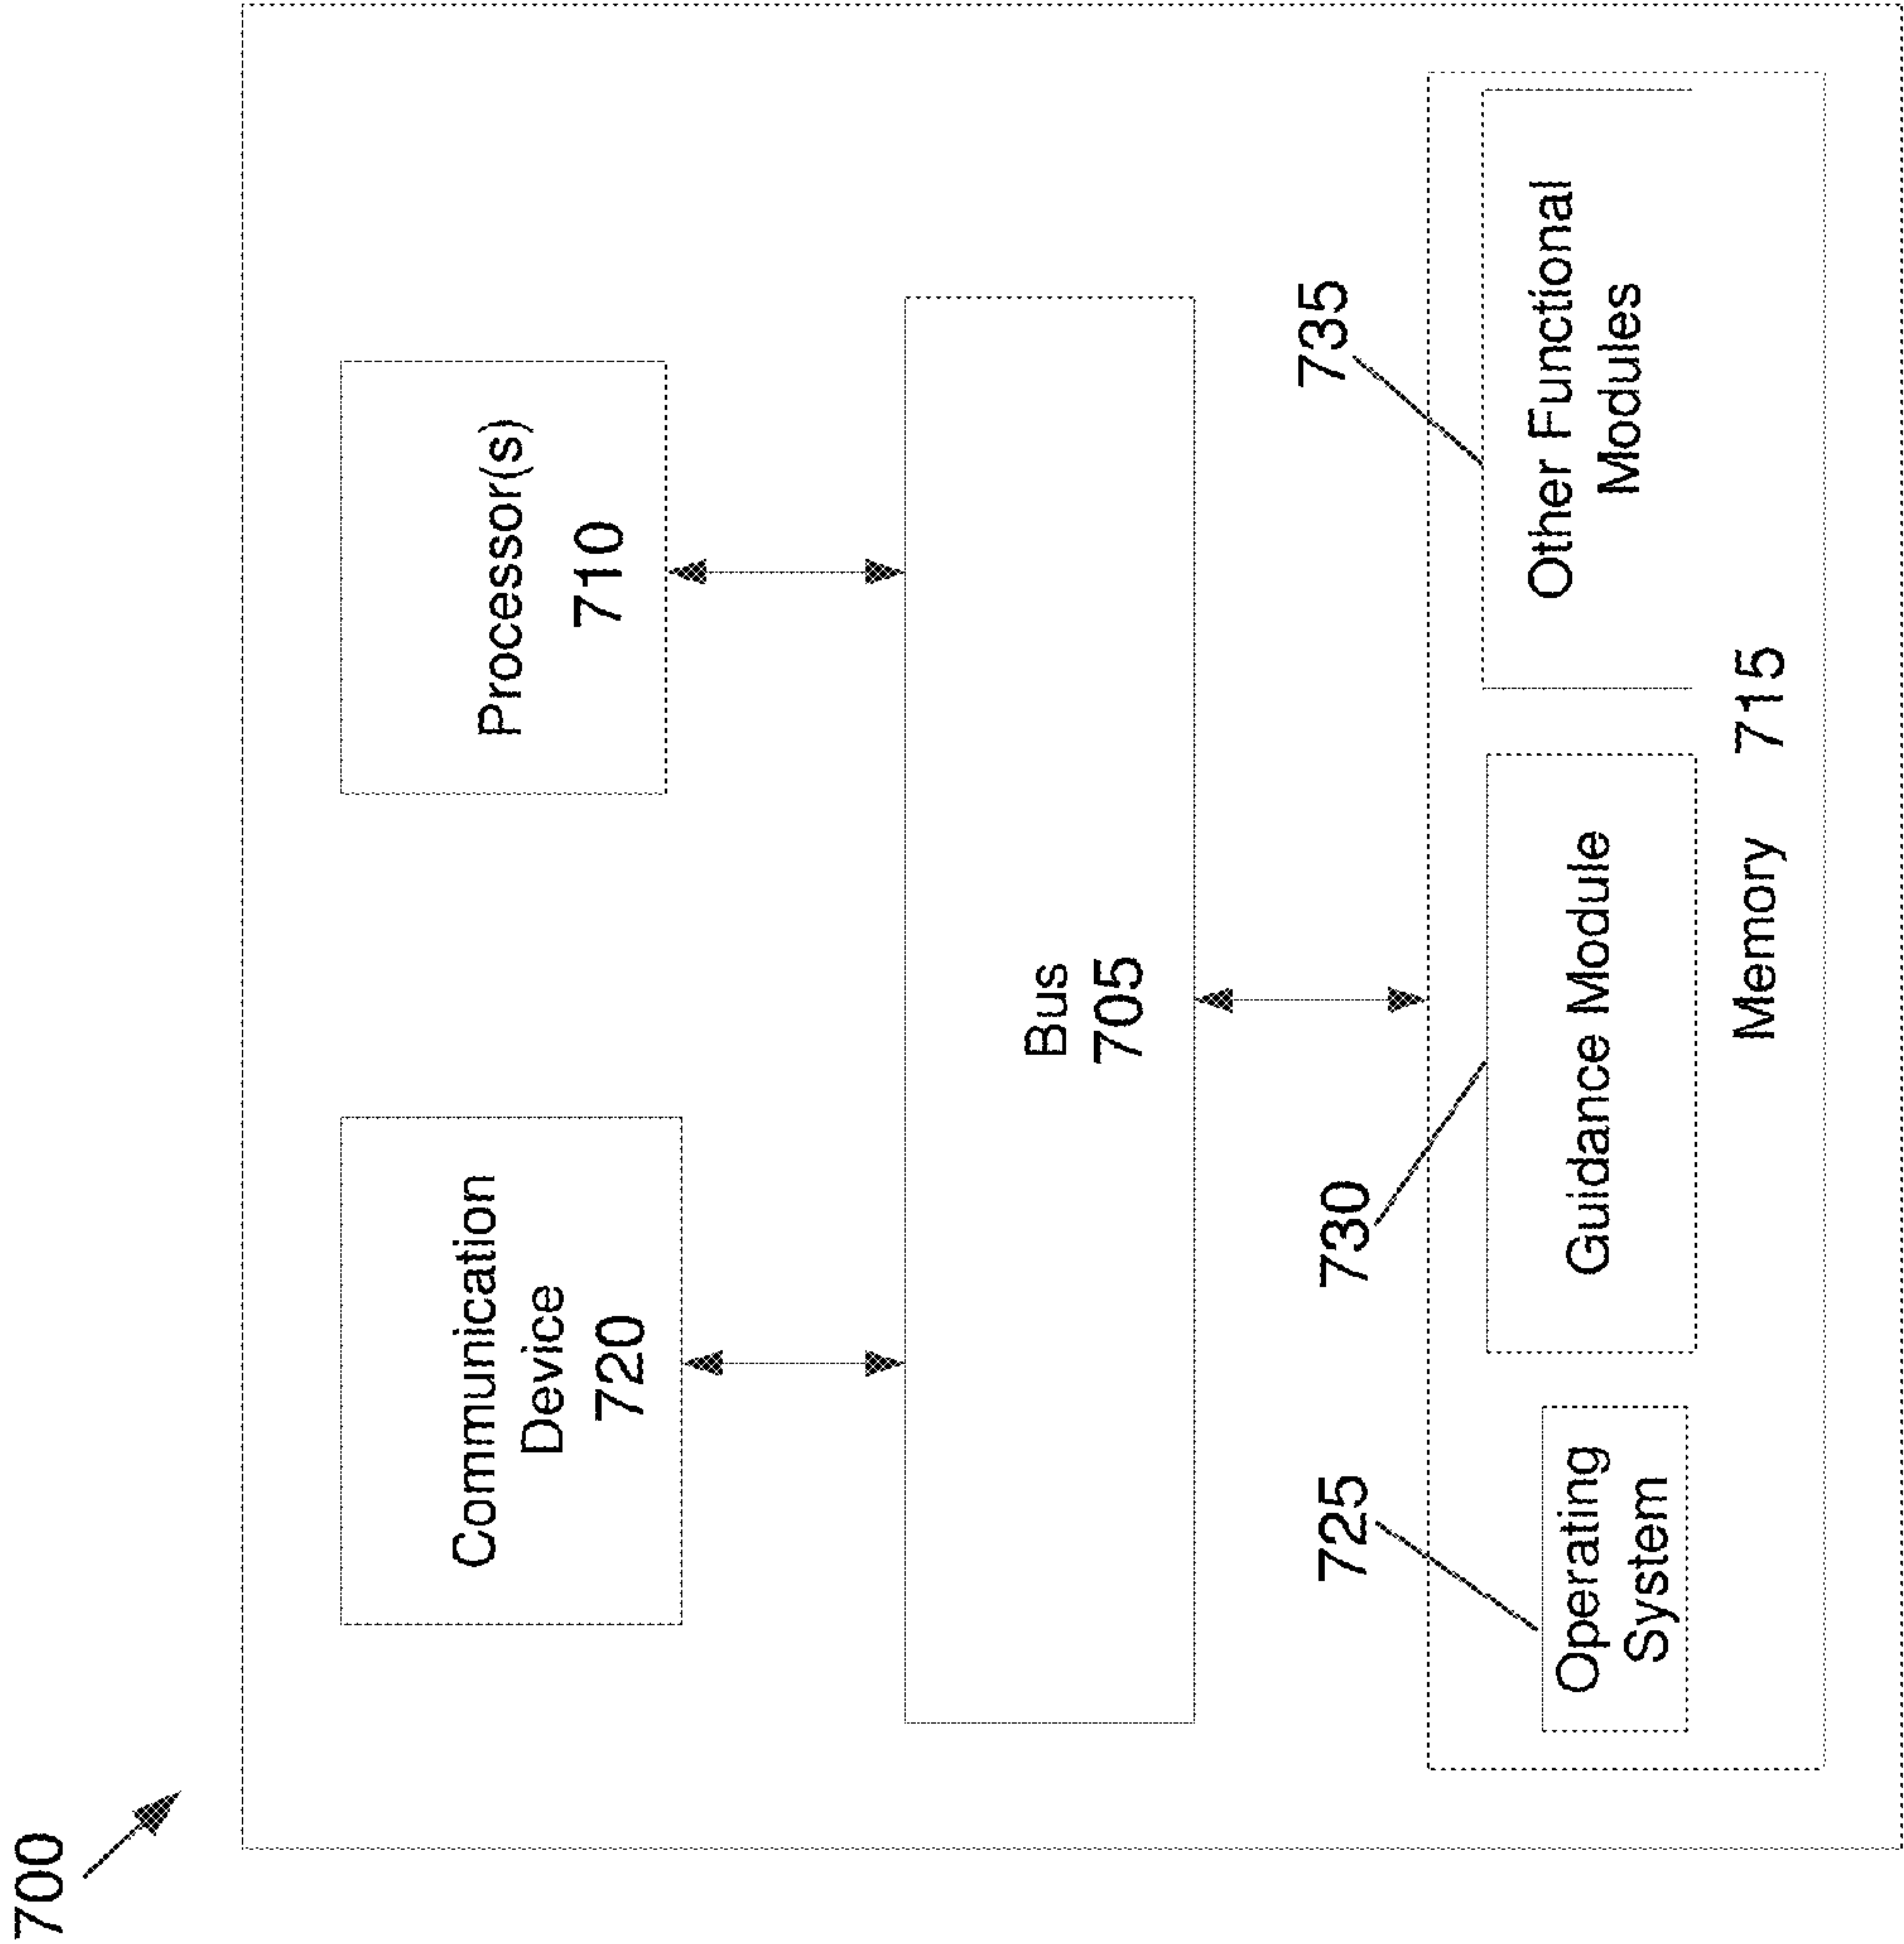 700
Communication
Device
720
Processor(s)
710
Bus
705
725
730
735
Operating
System
Guidance Module
Other Functional
Modules
Memory 715